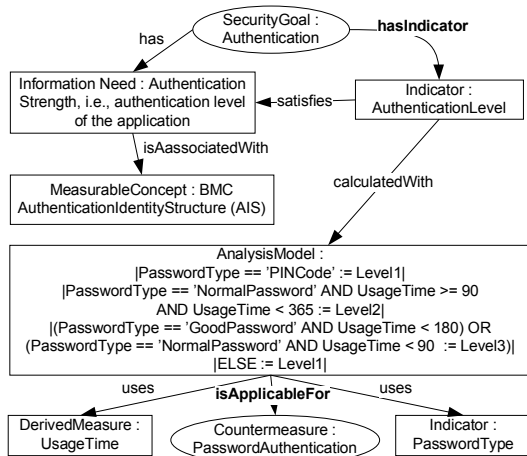 SecurityGoal :
Authentication
has
hasIndicator
Information Need : Authentication
Strength, i.e., authentication level
of the application
satisfies
Indicator :
AuthenticationLevel
isAassociatedWith
calculatedWith
MeasurableConcept : BMC
AuthenticationIdentityStructure (AIS)
AnalysisModel :
|PasswordType == 'PINCode' := Level1|
|PasswordType == 'NormalPassword' AND UsageTime >= 90
AND UsageTime < 365 := Level2|
|(PasswordType == 'GoodPassword' AND UsageTime < 180) OR
(PasswordType == 'NormalPassword' AND UsageTime < 90 := Level3)|
|ELSE := Level1|
uses
isApplicableFor
uses
DerivedMeasure :
UsageTime
Countermeasure :
PasswordAuthentication
Indicator :
PasswordType